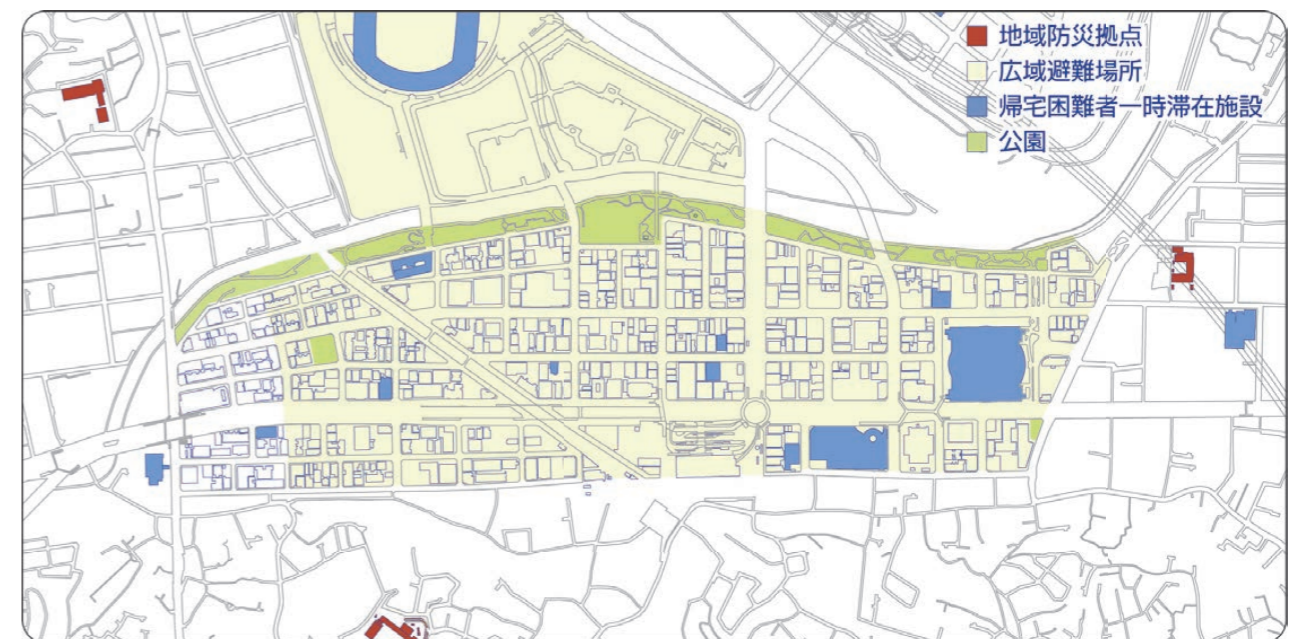 地域防災拠点
広域避難場所
帰宅困難者一時滞在施設
公園